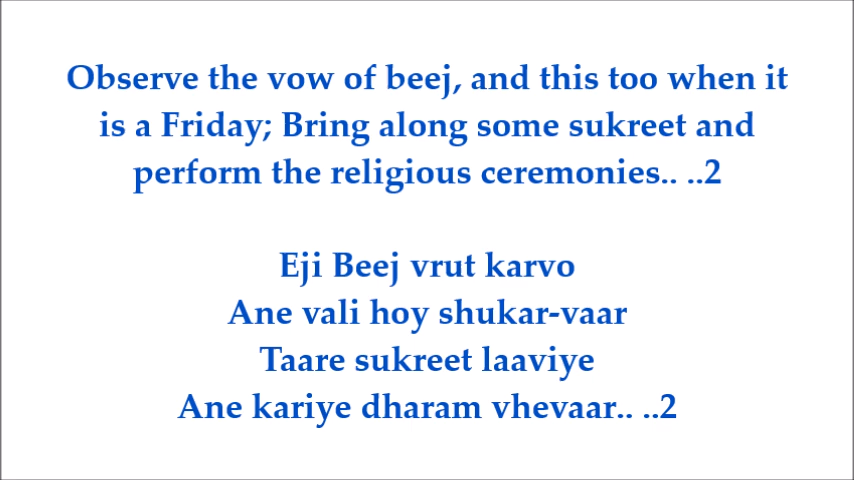 Observe the vow of beej, and this too when it
is a Friday; Bring along some sukreet and
perform the religious ceremonies.. ..2
Eji Beej vrut karvo
Ane vali hoy shukar-vaar
Taare sukreet laaviye
Ane kariye dharam vhevaar.. ..2